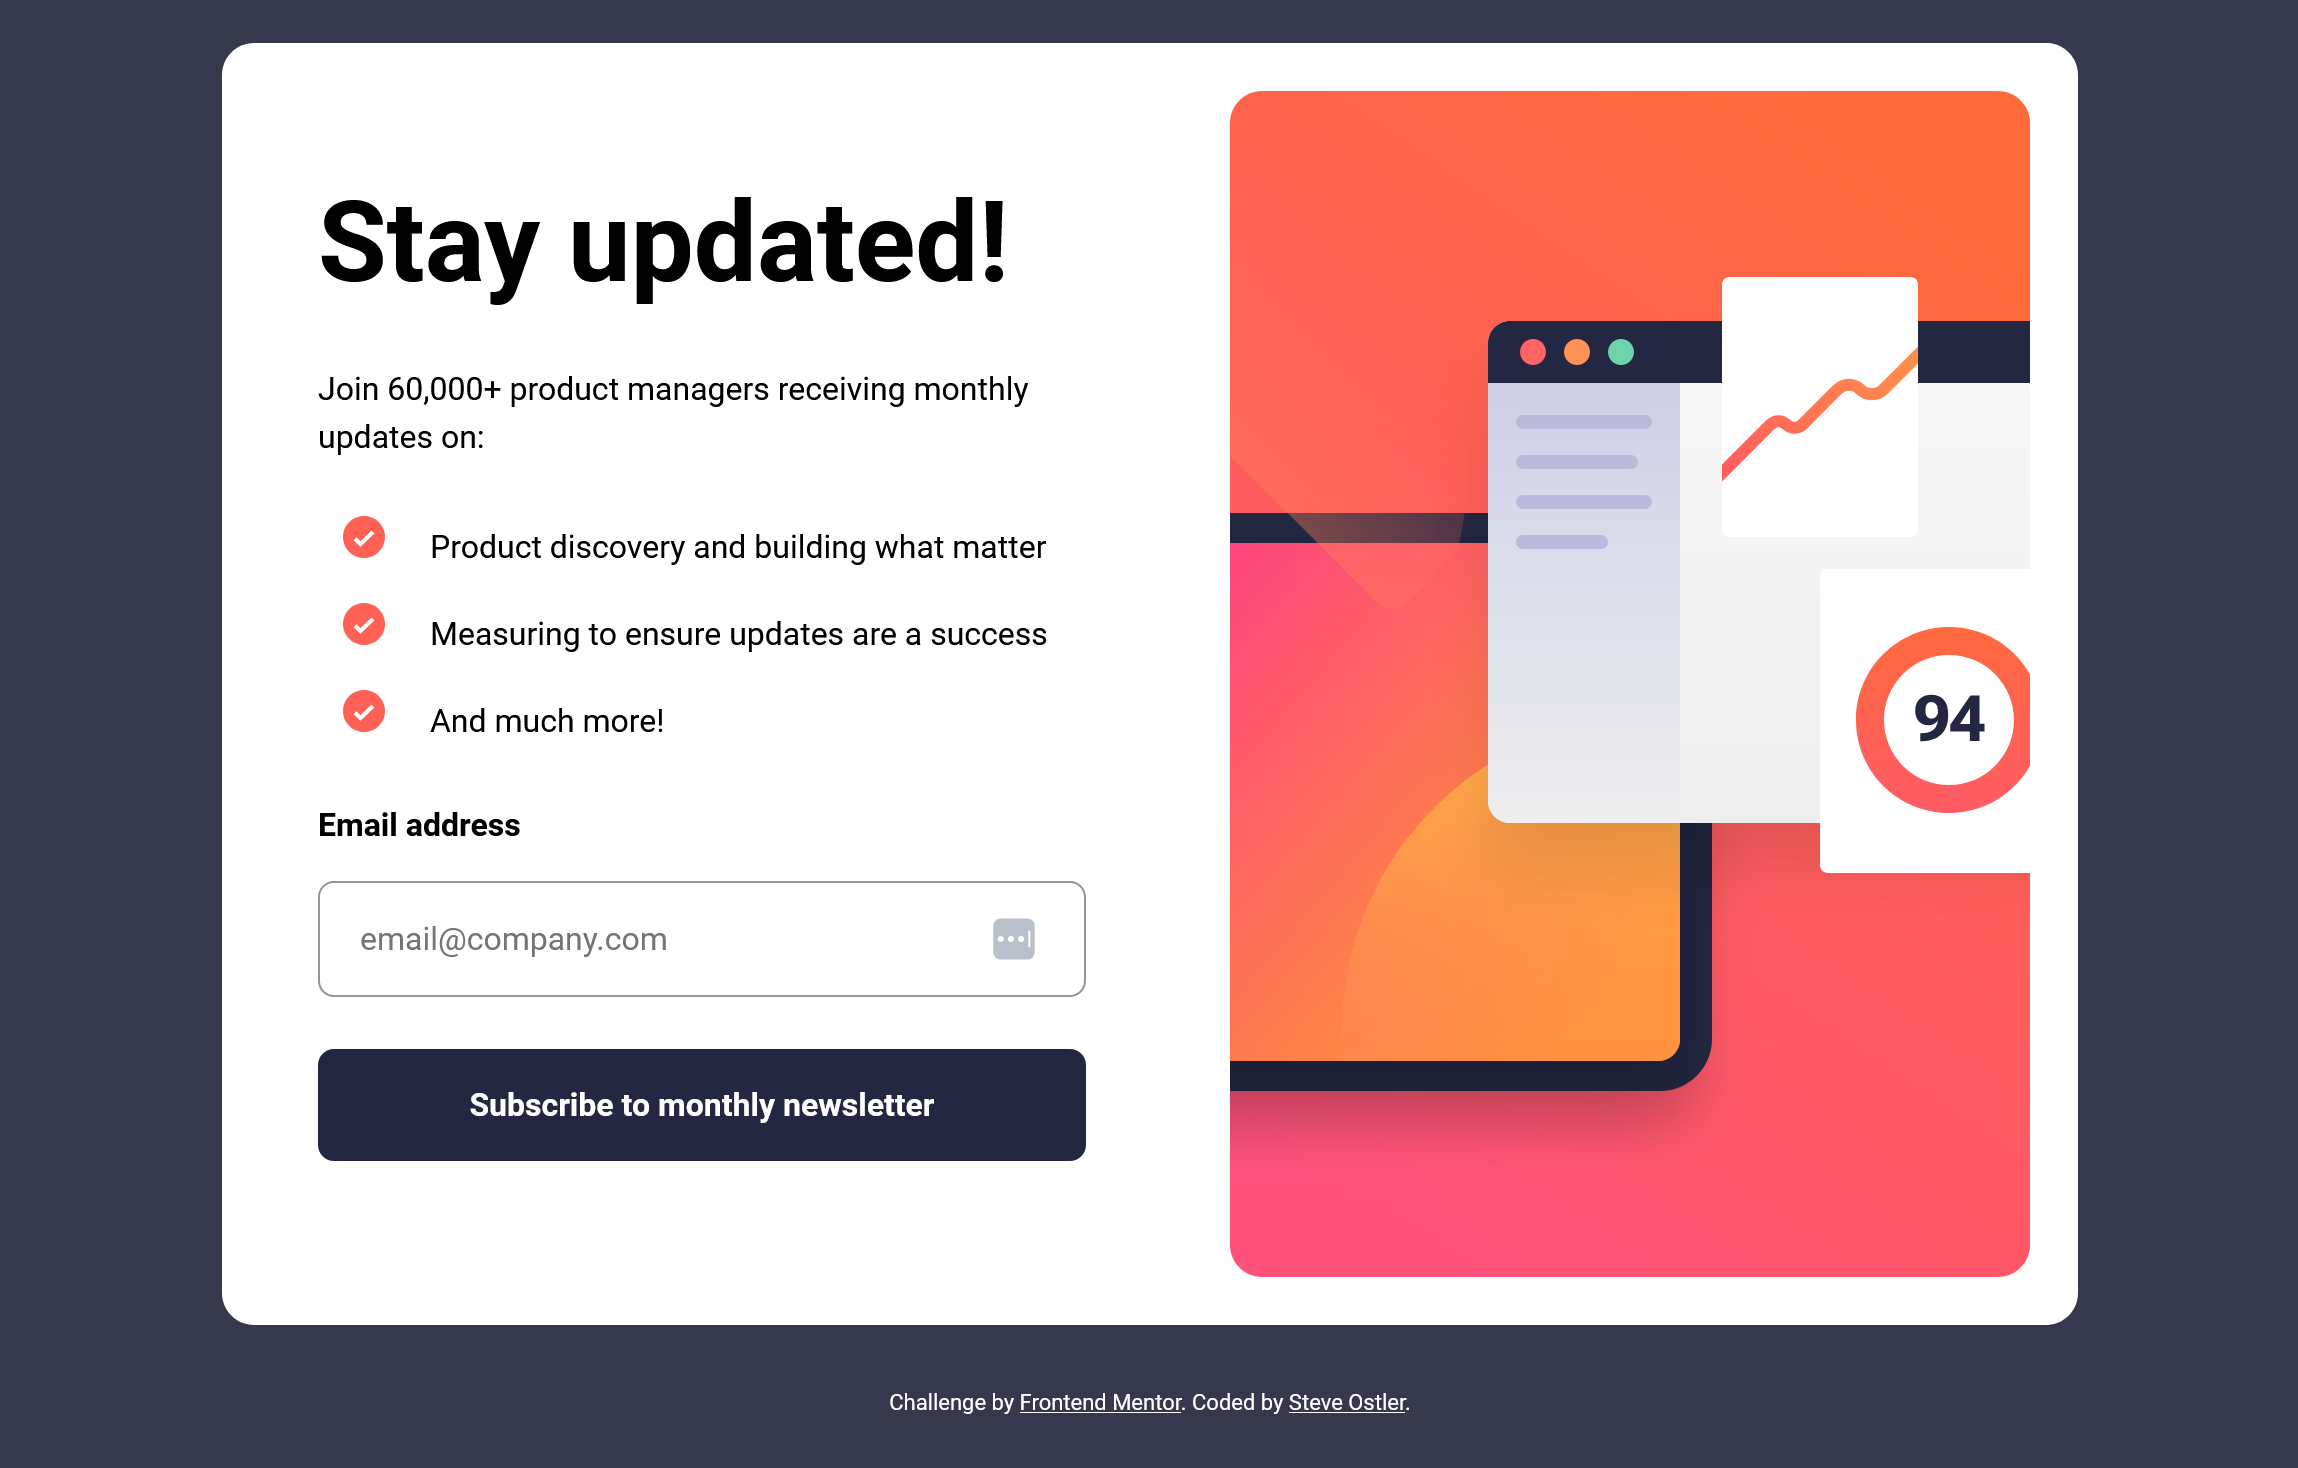 Stay updated!
Join 60,000+ product managers receiving monthly
updates on:
Product discovery and building what matter
Measuring to ensure updates are a success
And much more!
Email address
email@company.com
Subscribe to monthly newsletter
94
Challenge by Frontend Mentor. Coded by Steve Ostler.